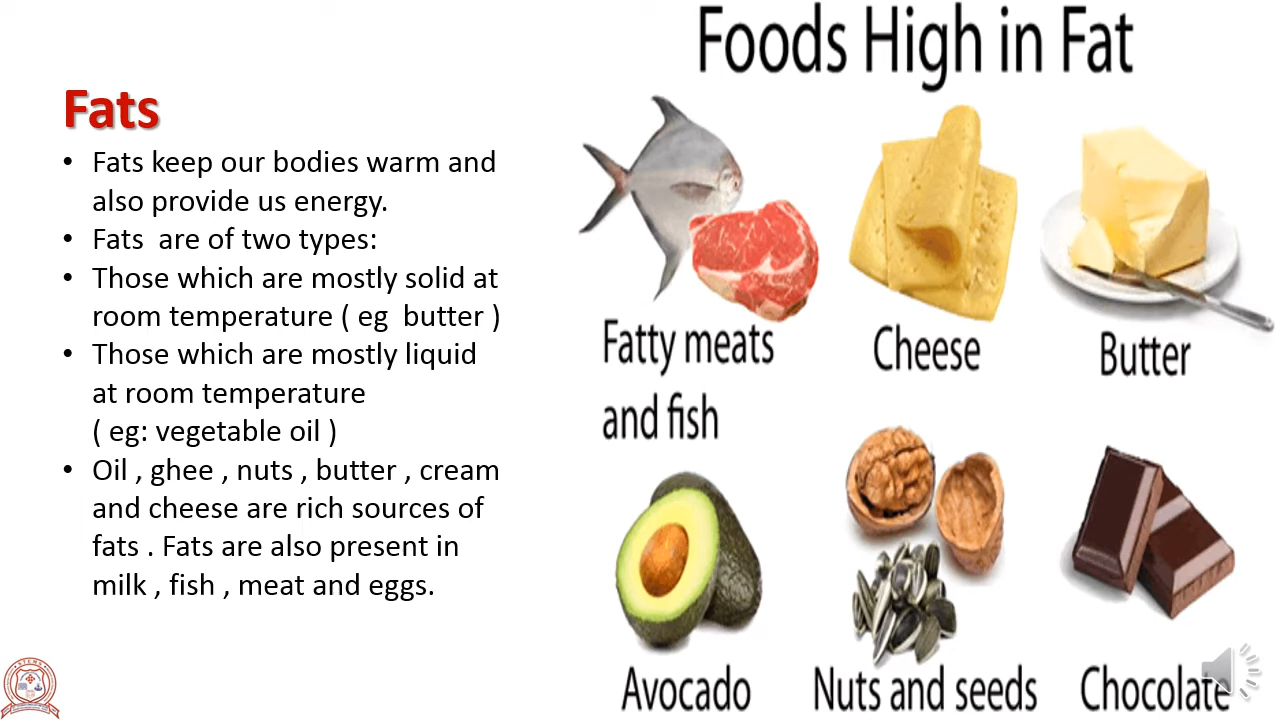 Fats
• Fats keep our bodies warm and
also provide us energy.
• Fats  are of two types:
• Those which are mostly solid at
room temperature ( eg  butter )
• Those which are mostly liquid
at room temperature
( eg: vegetable oil )
• Oil , ghee , nuts , butter , cream
and cheese are rich sources of
fats . Fats are also present in
milk , fish , meat and eggs.
Foods High in Fat
Fatty meats
and fish
Cheese
Butter
Avocado
Nuts and seeds
Chocolate